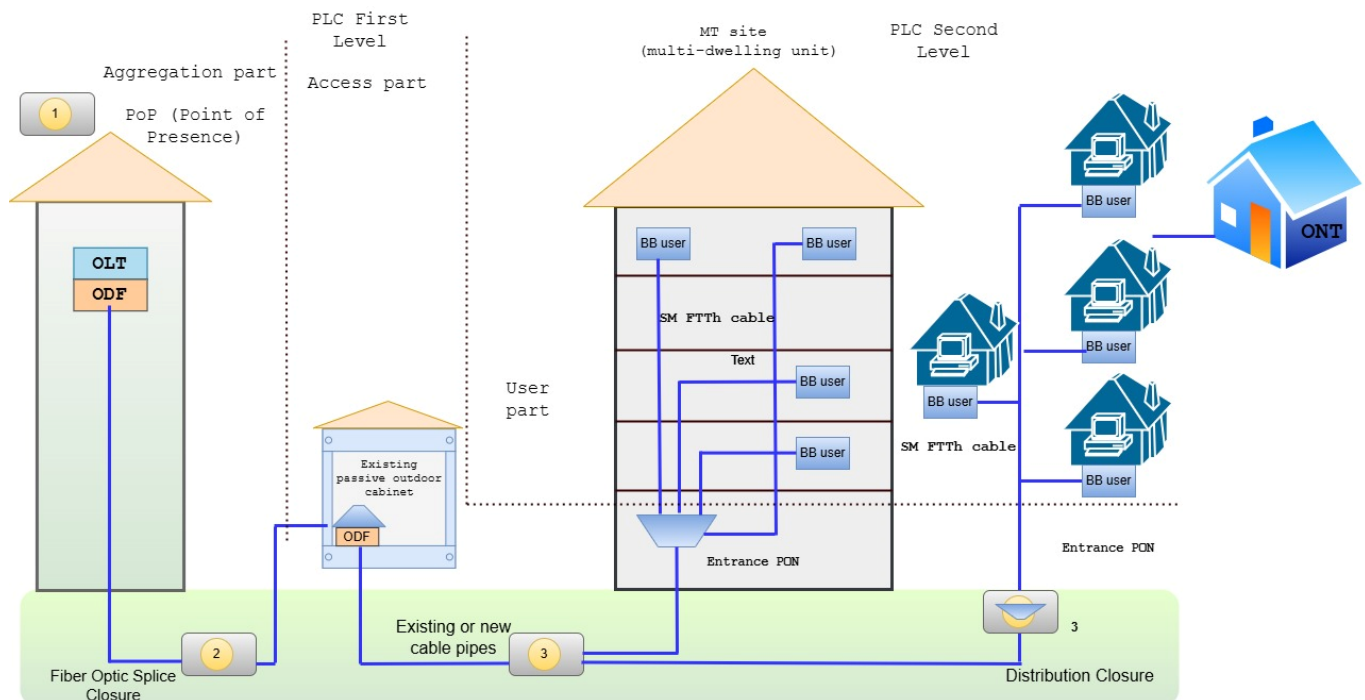 PLC First
Level
MT site
(multi-dwelling unit)
PLC Second
Level
Aggregation part
Access part
1
PoP (Point of
Presence)
OLT
ODF
BB user
BB user
BB user
ONT
SM FTTh cable
Text
BB user
BB user
User
part
BB user
BB user
SM FTTh cable
BB user
Existing
passive outdoor
cabinet
ODF
Entrance PON
Entrance PON
Existing or new
cable pipes
2
3
3
Fiber Optic Splice
Closure
Distribution Closure